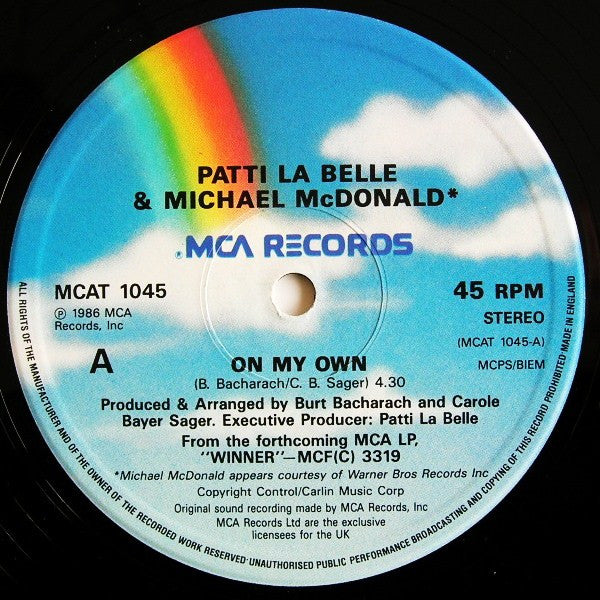 PATTI LA BELLE
& MICHAEL McDONALD*
MCA RECORDS
MCAT 1045
℗ 1986 MCA
Records, Inc
45 RPM
STEREO
(MCAT 1045-A)
MCPS/BIEM
A
ON MY OWN
(B. Bacharach/C. B. Sager) 4.30
Produced & Arranged by Burt Bacharach and Carole
Bayer Sager. Executive Producer: Patti La Belle
From the forthcoming MCA LP,
"WINNER"—MCF(C) 3319
*Michael McDonald appears courtesy of Warner Bros Records Inc
Copyright Control/Carlin Music Corp
Original sound recording made by MCA Records, Inc
MCA Records Ltd are the exclusive
licensees for the UK
ALL RIGHTS OF THE MANUFACTURER AND OF THE OWNER OF THE RECORDED WORK RESERVED·UNAUTHORISED PUBLIC PERFORMANCE BROADCASTING AND COPYING OF THIS RECORD PROHIBITED·MADE IN ENGLAND